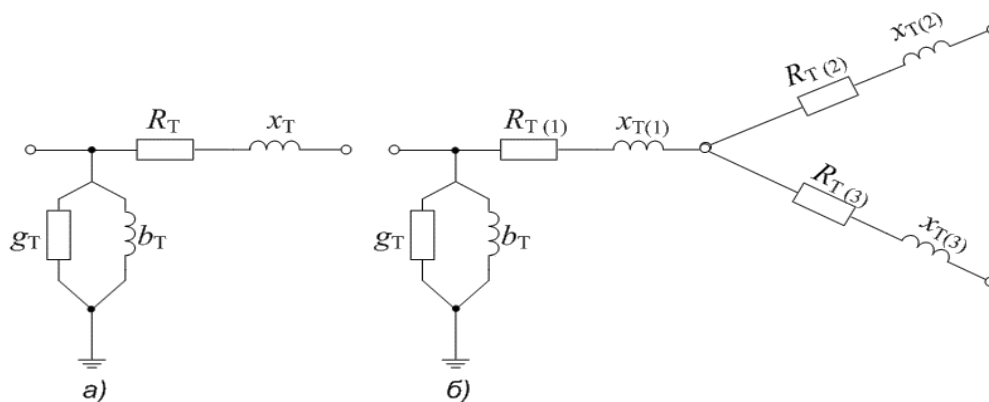 R_T
x_T
g_T
b_T
а)
R_T (1)
x_T(1)
g_T
b_T
б)
R_T (2)
x_T(2)
R_T(3)
x_T(3)